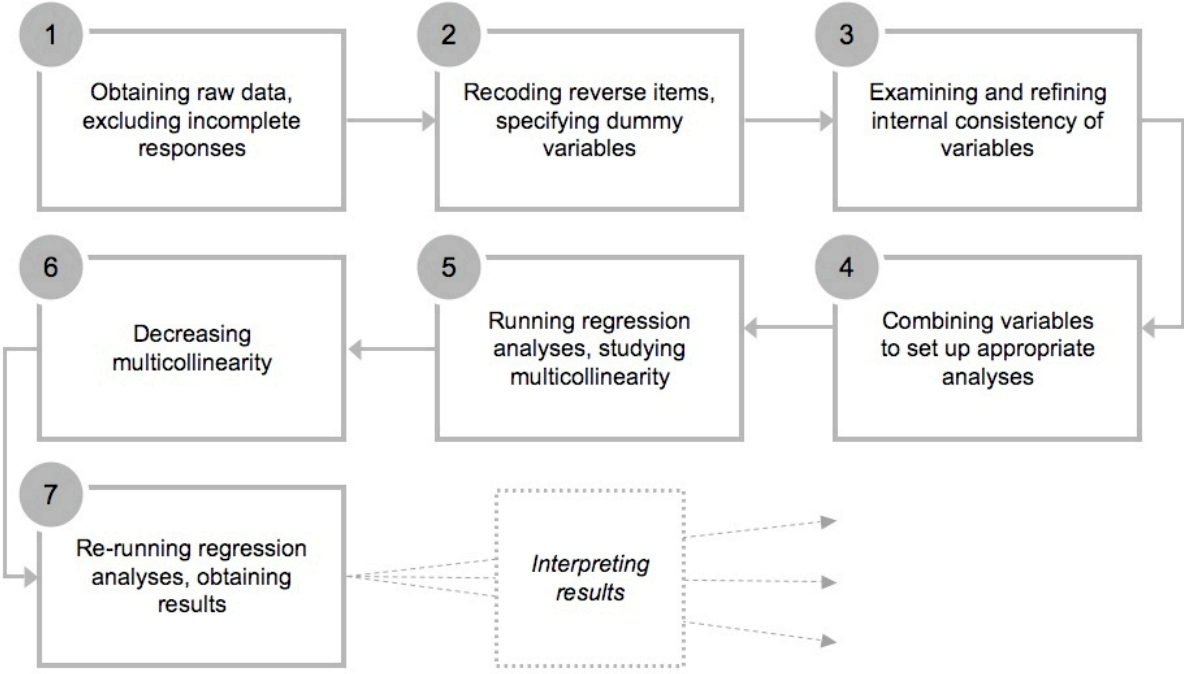 1
Obtaining raw data,
excluding incomplete
responses
2
Recoding reverse items,
specifying dummy
variables
3
Examining and refining
internal consistency of
variables
4
Combining variables
to set up appropriate
analyses
5
Running regression
analyses, studying
multicollinearity
6
Decreasing
multicollinearity
7
Re-running regression
analyses, obtaining
results
Interpreting
results